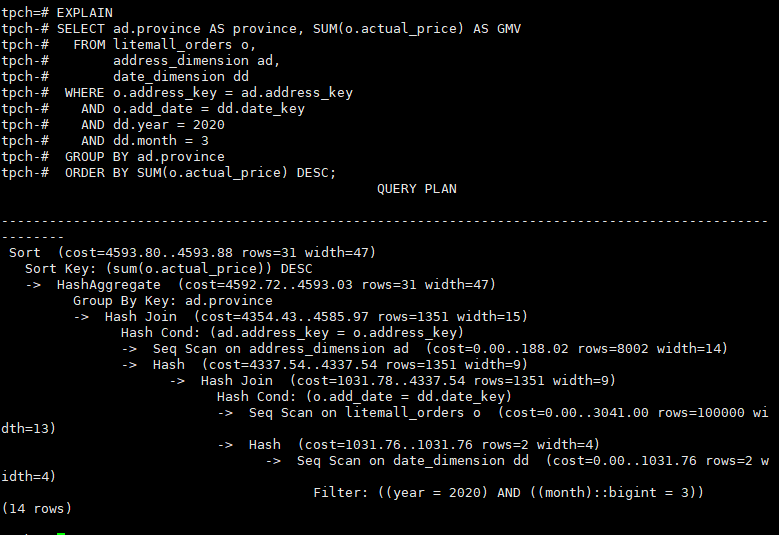 tpch=# EXPLAIN
tpch-# SELECT ad.province AS province, SUM(o.actual_price) AS GMV
tpch-#   FROM litemall_orders o,
tpch-#        address_dimension ad,
tpch-#        date_dimension dd
tpch-#  WHERE o.address_key = ad.address_key
tpch-#    AND o.add_date = dd.date_key
tpch-#    AND dd.year = 2020
tpch-#    AND dd.month = 3
tpch-#  GROUP BY ad.province
tpch-#  ORDER BY SUM(o.actual_price) DESC;
                                               QUERY PLAN
------------------------------------------------------------------------------------------------
--------
 Sort  (cost=4593.80..4593.88 rows=31 width=47)
   Sort Key: (sum(o.actual_price)) DESC
   ->  HashAggregate  (cost=4592.72..4593.03 rows=31 width=47)
         Group By Key: ad.province
         ->  Hash Join  (cost=4354.43..4585.97 rows=1351 width=15)
               Hash Cond: (ad.address_key = o.address_key)
               ->  Seq Scan on address_dimension ad  (cost=0.00..188.02 rows=8002 width=14)
               ->  Hash  (cost=4337.54..4337.54 rows=1351 width=9)
                     ->  Hash Join  (cost=1031.78..4337.54 rows=1351 width=9)
                           Hash Cond: (o.add_date = dd.date_key)
                           ->  Seq Scan on litemall_orders o  (cost=0.00..3041.00 rows=100000 wi
dth=13)
                           ->  Hash  (cost=1031.76..1031.76 rows=2 width=4)
                                 ->  Seq Scan on date_dimension dd  (cost=0.00..1031.76 rows=2 w
idth=4)
                                       Filter: ((year = 2020) AND ((month)::bigint = 3))
(14 rows)